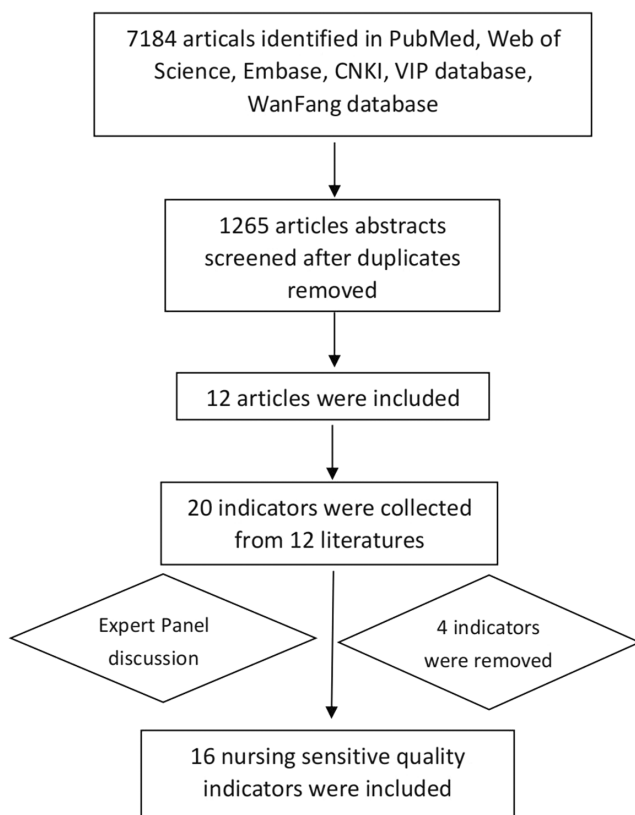 7184 articals identified in PubMed, Web of
Science, Embase, CNKI, VIP database,
WanFang database
1265 articles abstracts
screened after duplicates
removed
12 articles were included
20 indicators were collected
from 12 literatures
Expert Panel
discussion
4 indicators
were removed
16 nursing sensitive quality
indicators were included